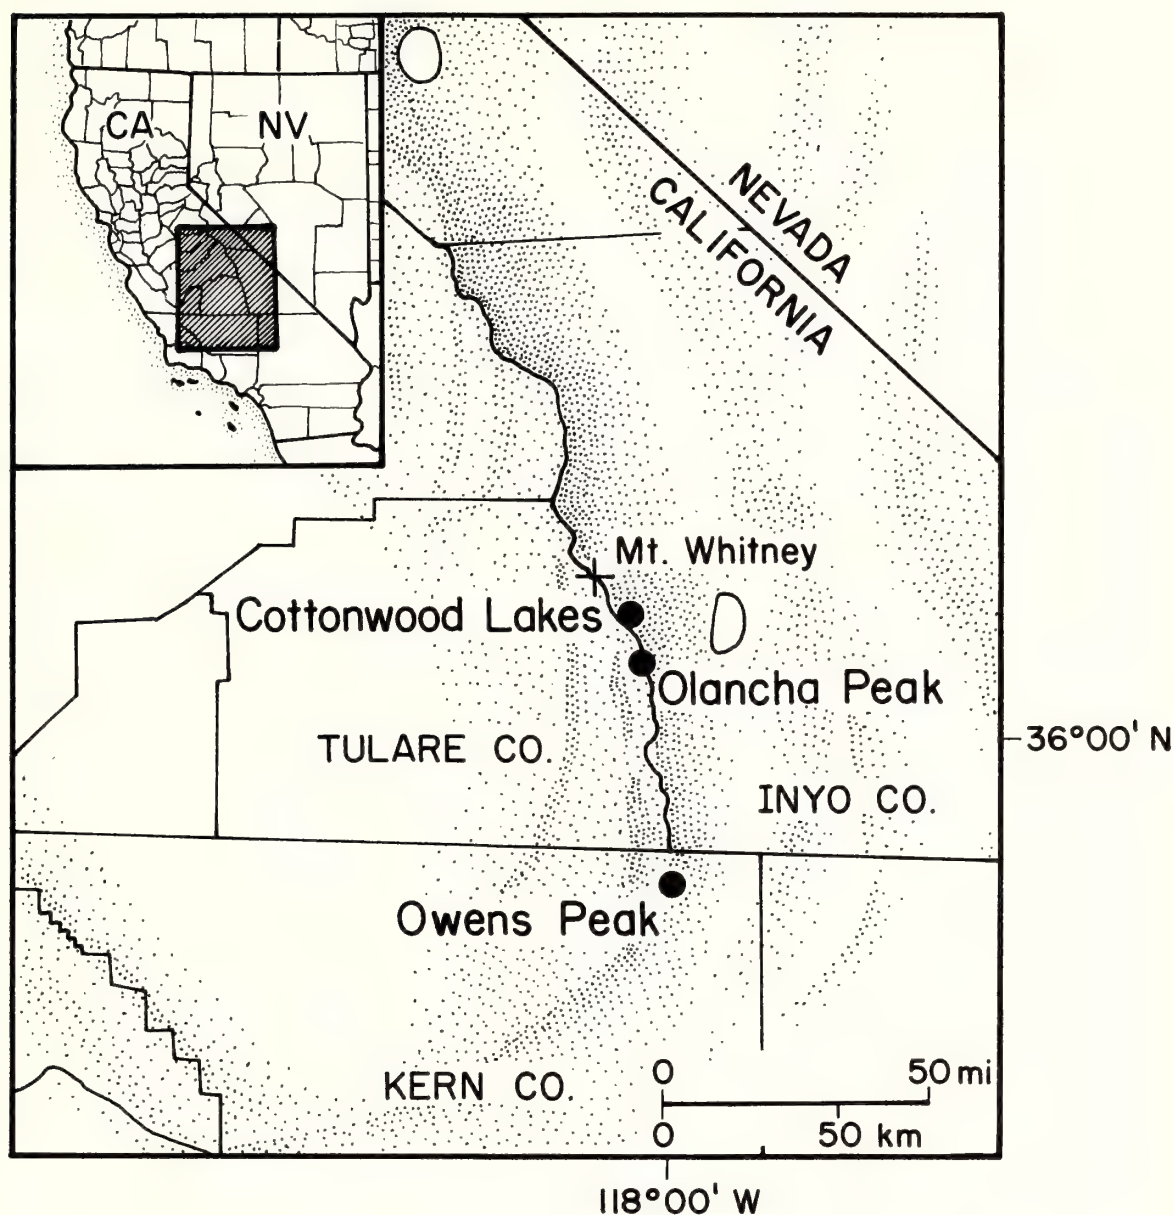 CA
NV
NEVADA
CALIFORNIA
Mt. Whitney
Cottonwood Lakes
Olancha Peak
36°00' N
TULARE CO.
INYO CO.
Owens Peak
KERN CO.
0 50 mi
0 50 km
118°00' W